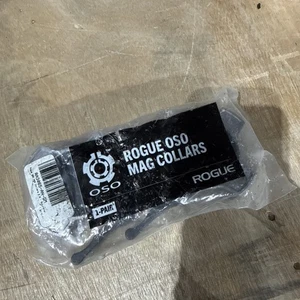 ROGUE OSO
MAG COLLARS
OSO
1-PAIR
ROGUE